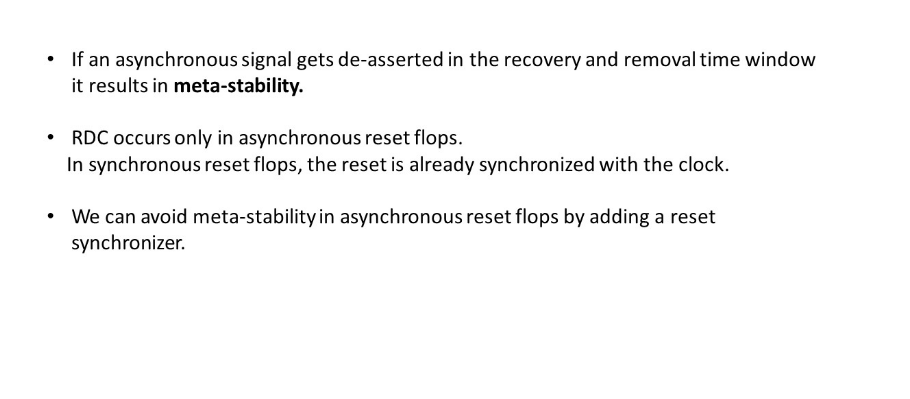 • If an asynchronous signal gets de-asserted in the recovery and removal time window
it results in meta-stability.
• RDC occurs only in asynchronous reset flops.
In synchronous reset flops, the reset is already synchronized with the clock.
• We can avoid meta-stability in asynchronous reset flops by adding a reset
synchronizer.